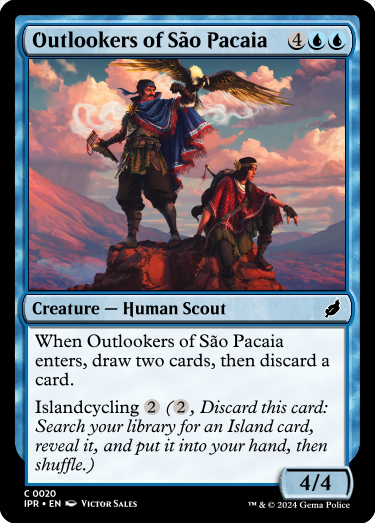 Outlookers of São Pacaia 4
Creature — Human Scout
When Outlookers of São Pacaia
enters, draw two cards, then discard a
card.
Islandcycling 2 (2, Discard this card:
Search your library for an Island card,
reveal it, and put it into your hand, then
shuffle.)
4/4
C 0020
IPR • EN Victor Sales
™ & © 2024 Gema Police